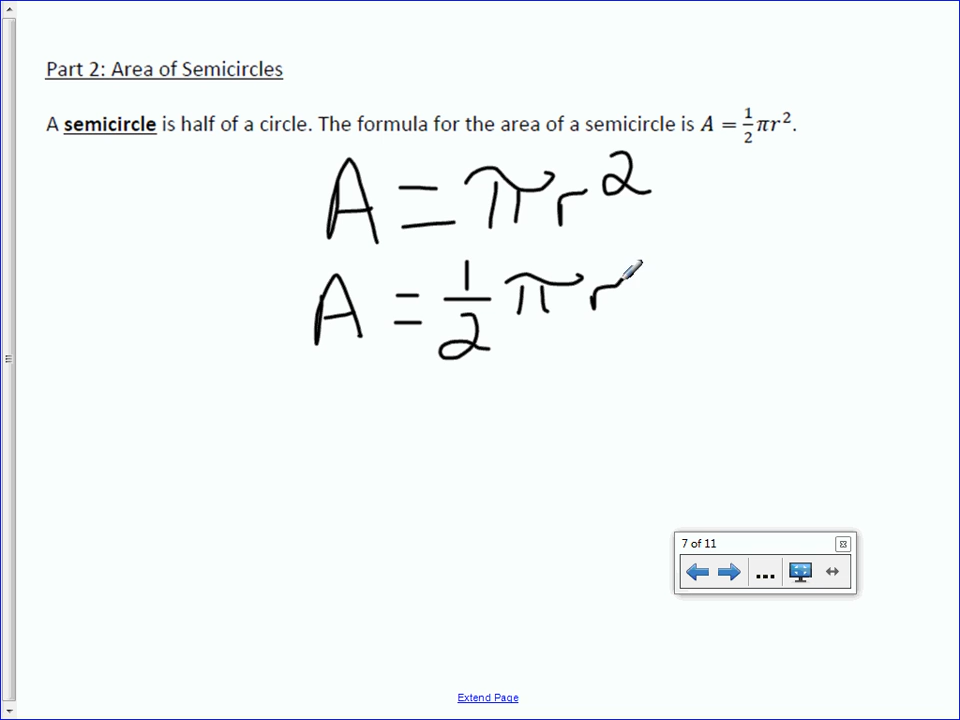 Part 2: Area of Semicircles
A semicircle is half of a circle. The formula for the area of a semicircle is A = 1/2 πr².
A = πr²
A = 1/2 πr
7 of 11
...
Extend Page